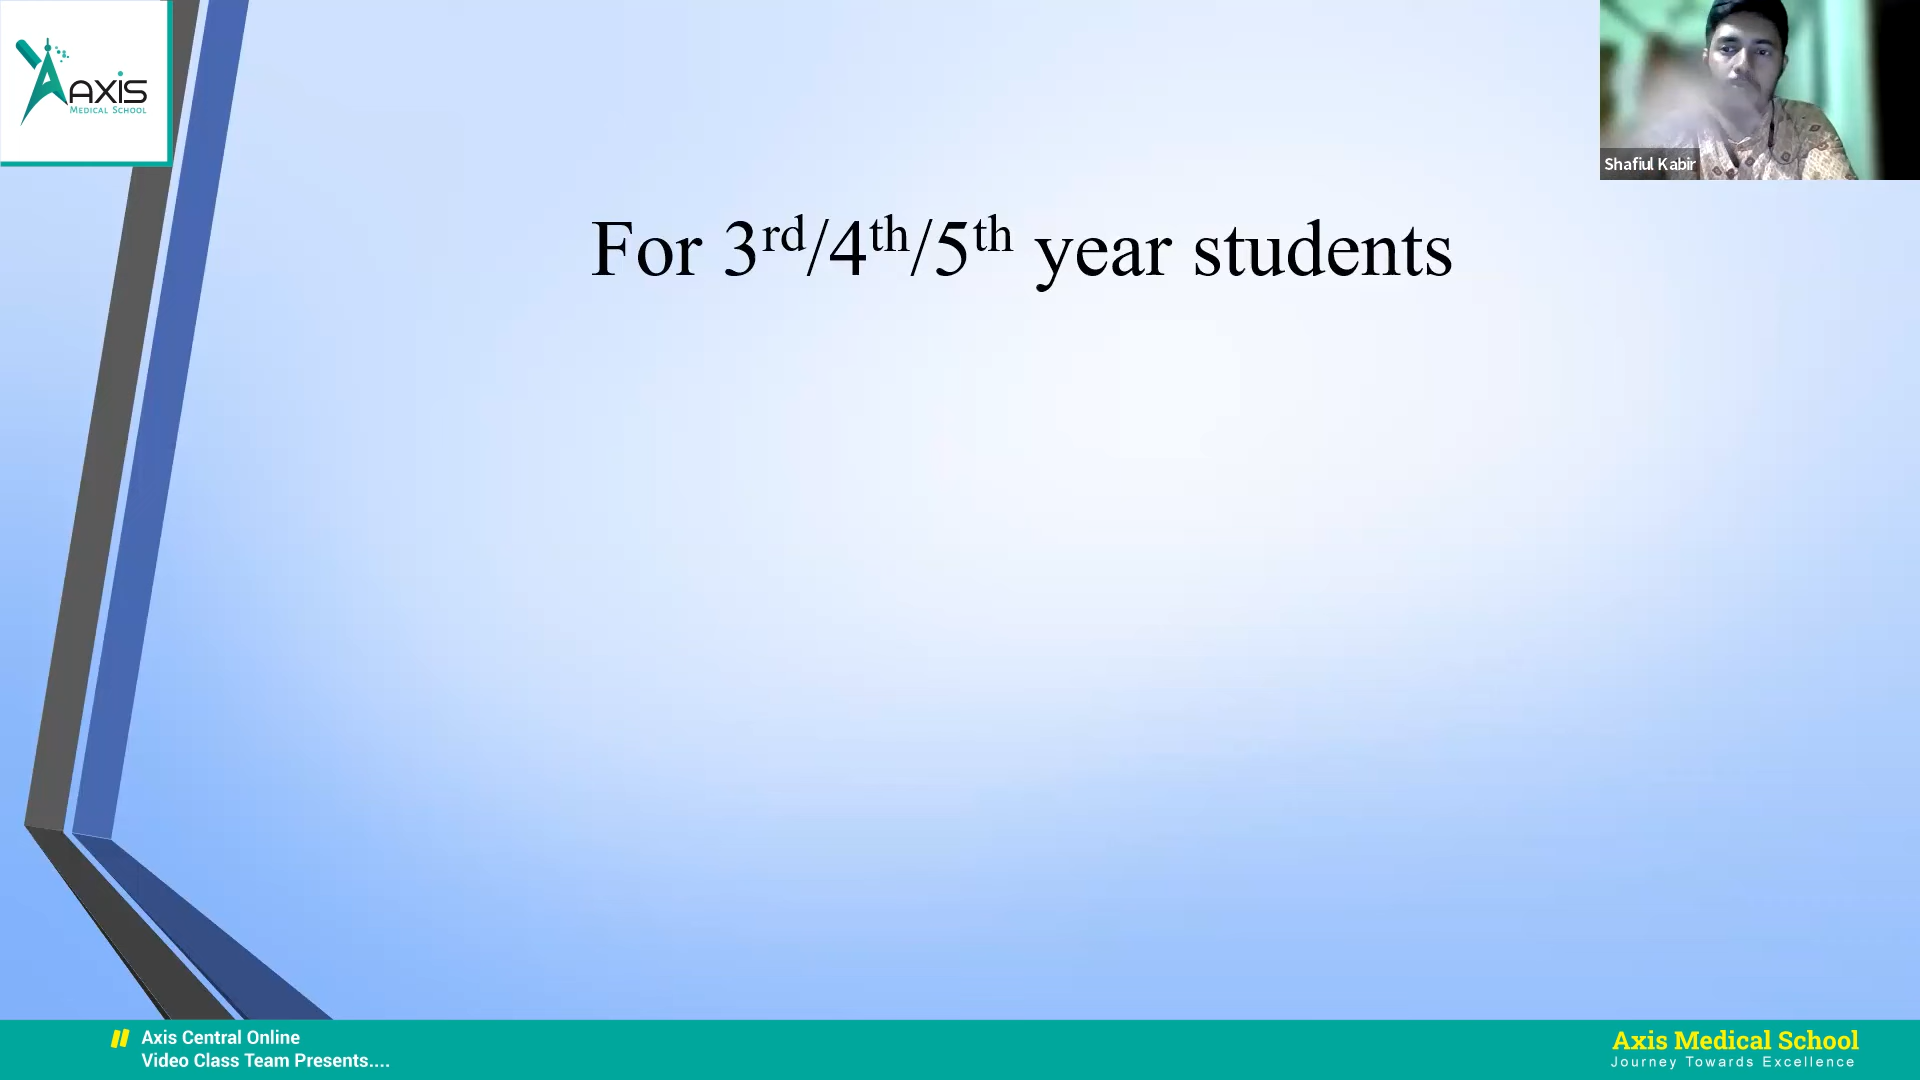 AXIS
MEDICAL SCHOOL
Shafiul Kabir
For 3rd/4th/5th year students
Axis Central Online
Video Class Team Presents....
Axis Medical School
Journey Towards Excellence